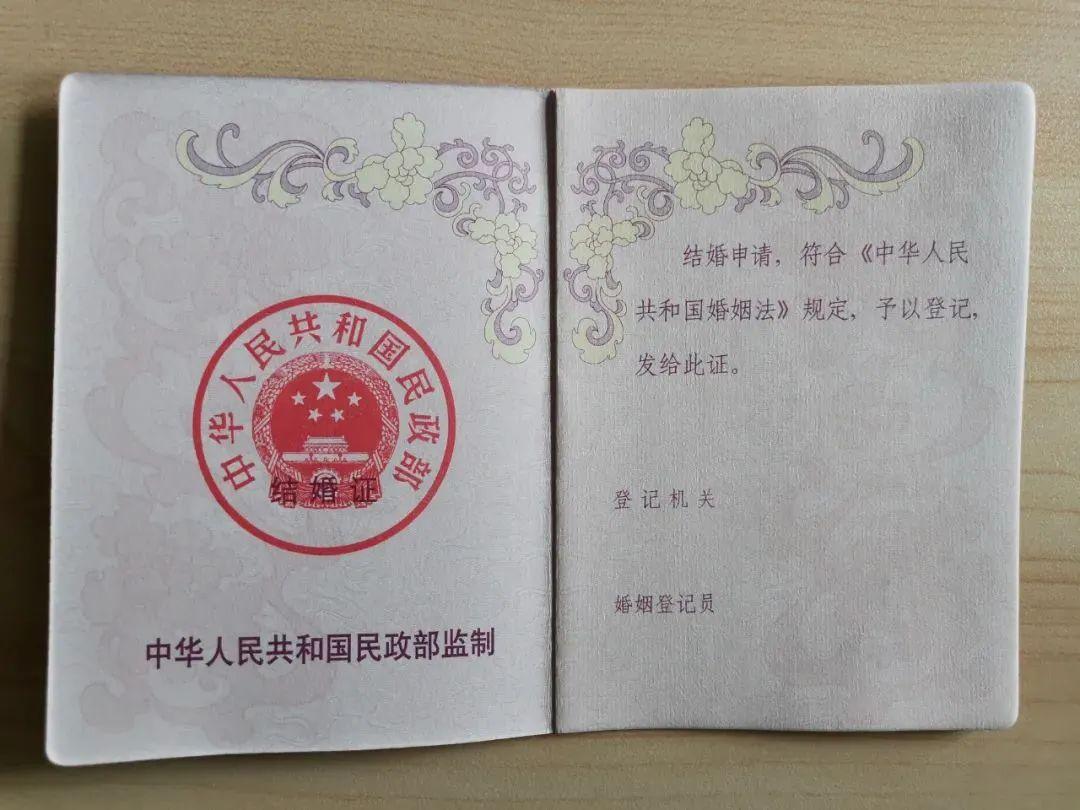 中华人民共和国民政部
结婚证
中华人民共和国民政部监制
结婚申请，符合《中华人民
共和国婚姻法》规定，予以登记，
发给此证。
登记机关
婚姻登记员